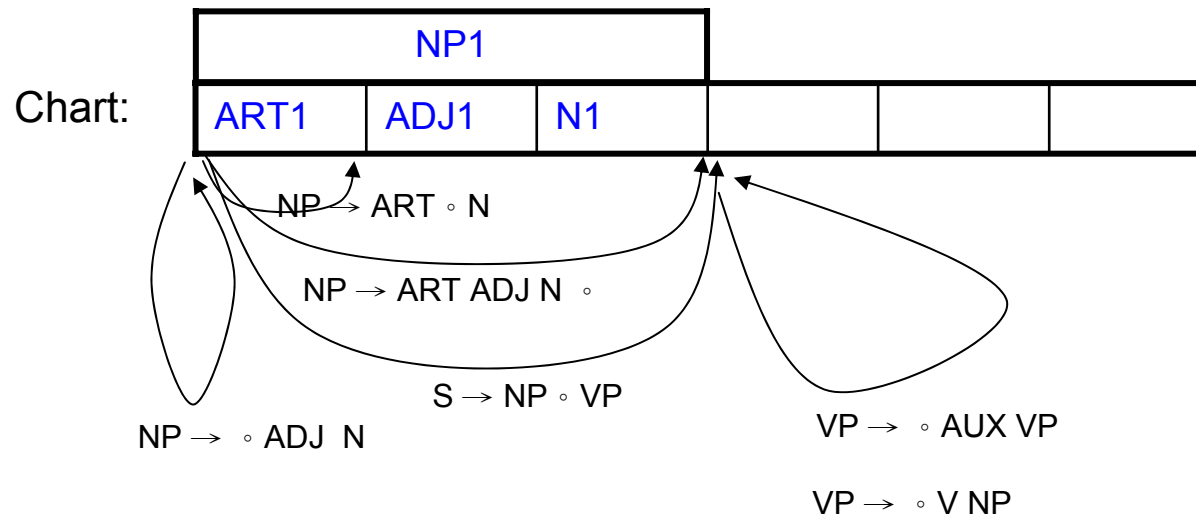 NP1
Chart:
ART1 ADJ1 N1
NP → ART ∘ N
NP → ART ADJ N ∘
S → NP ∘ VP
NP → ∘ ADJ N
VP → ∘ AUX VP
VP → ∘ V NP